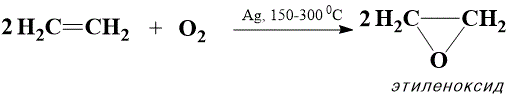 2 H₂C=CH₂ + O₂ Ag, 150-300 ⁰C 2 H₂C CH₂
O
этиленоксид